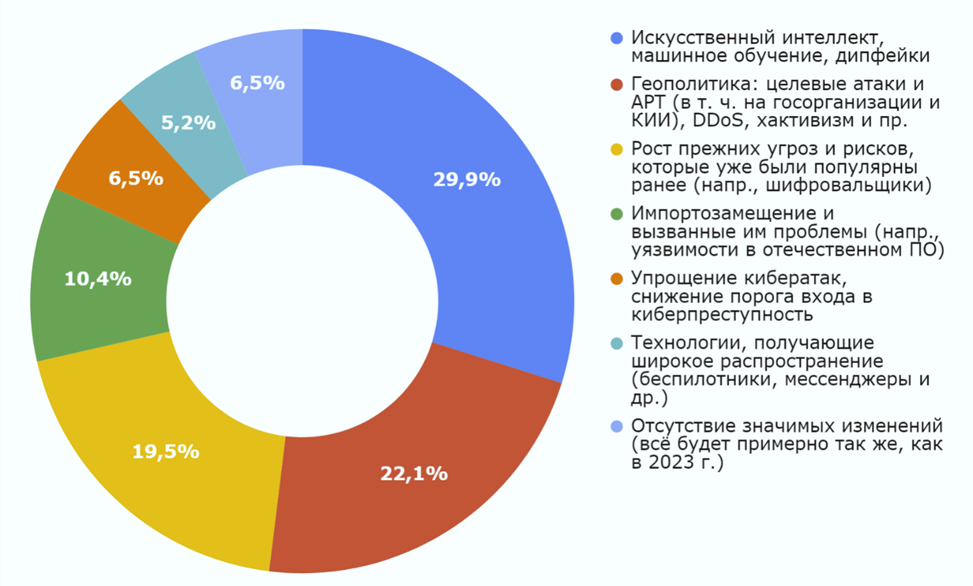 6,5%
5,2%
29,9%
6,5%
10,4%
19,5%
22,1%
Искусственный интеллект,
машинное обучение, дипфейки
Геополитика: целевые атаки и
APT (в т. ч. на госорганизации и
КИИ), DDoS, хактивизм и пр.
Рост прежних угроз и рисков,
которые уже были популярны
ранее (напр., шифровальщики)
Импортозамещение и
вызванные им проблемы (напр.,
уязвимости в отечественном ПО)
Упрощение кибератак,
снижение порога входа в
киберпреступность
Технологии, получающие
широкое распространение
(беспилотники, мессенджеры и
др.)
Отсутствие значимых изменений
(всё будет примерно так же, как
в 2023 г.)